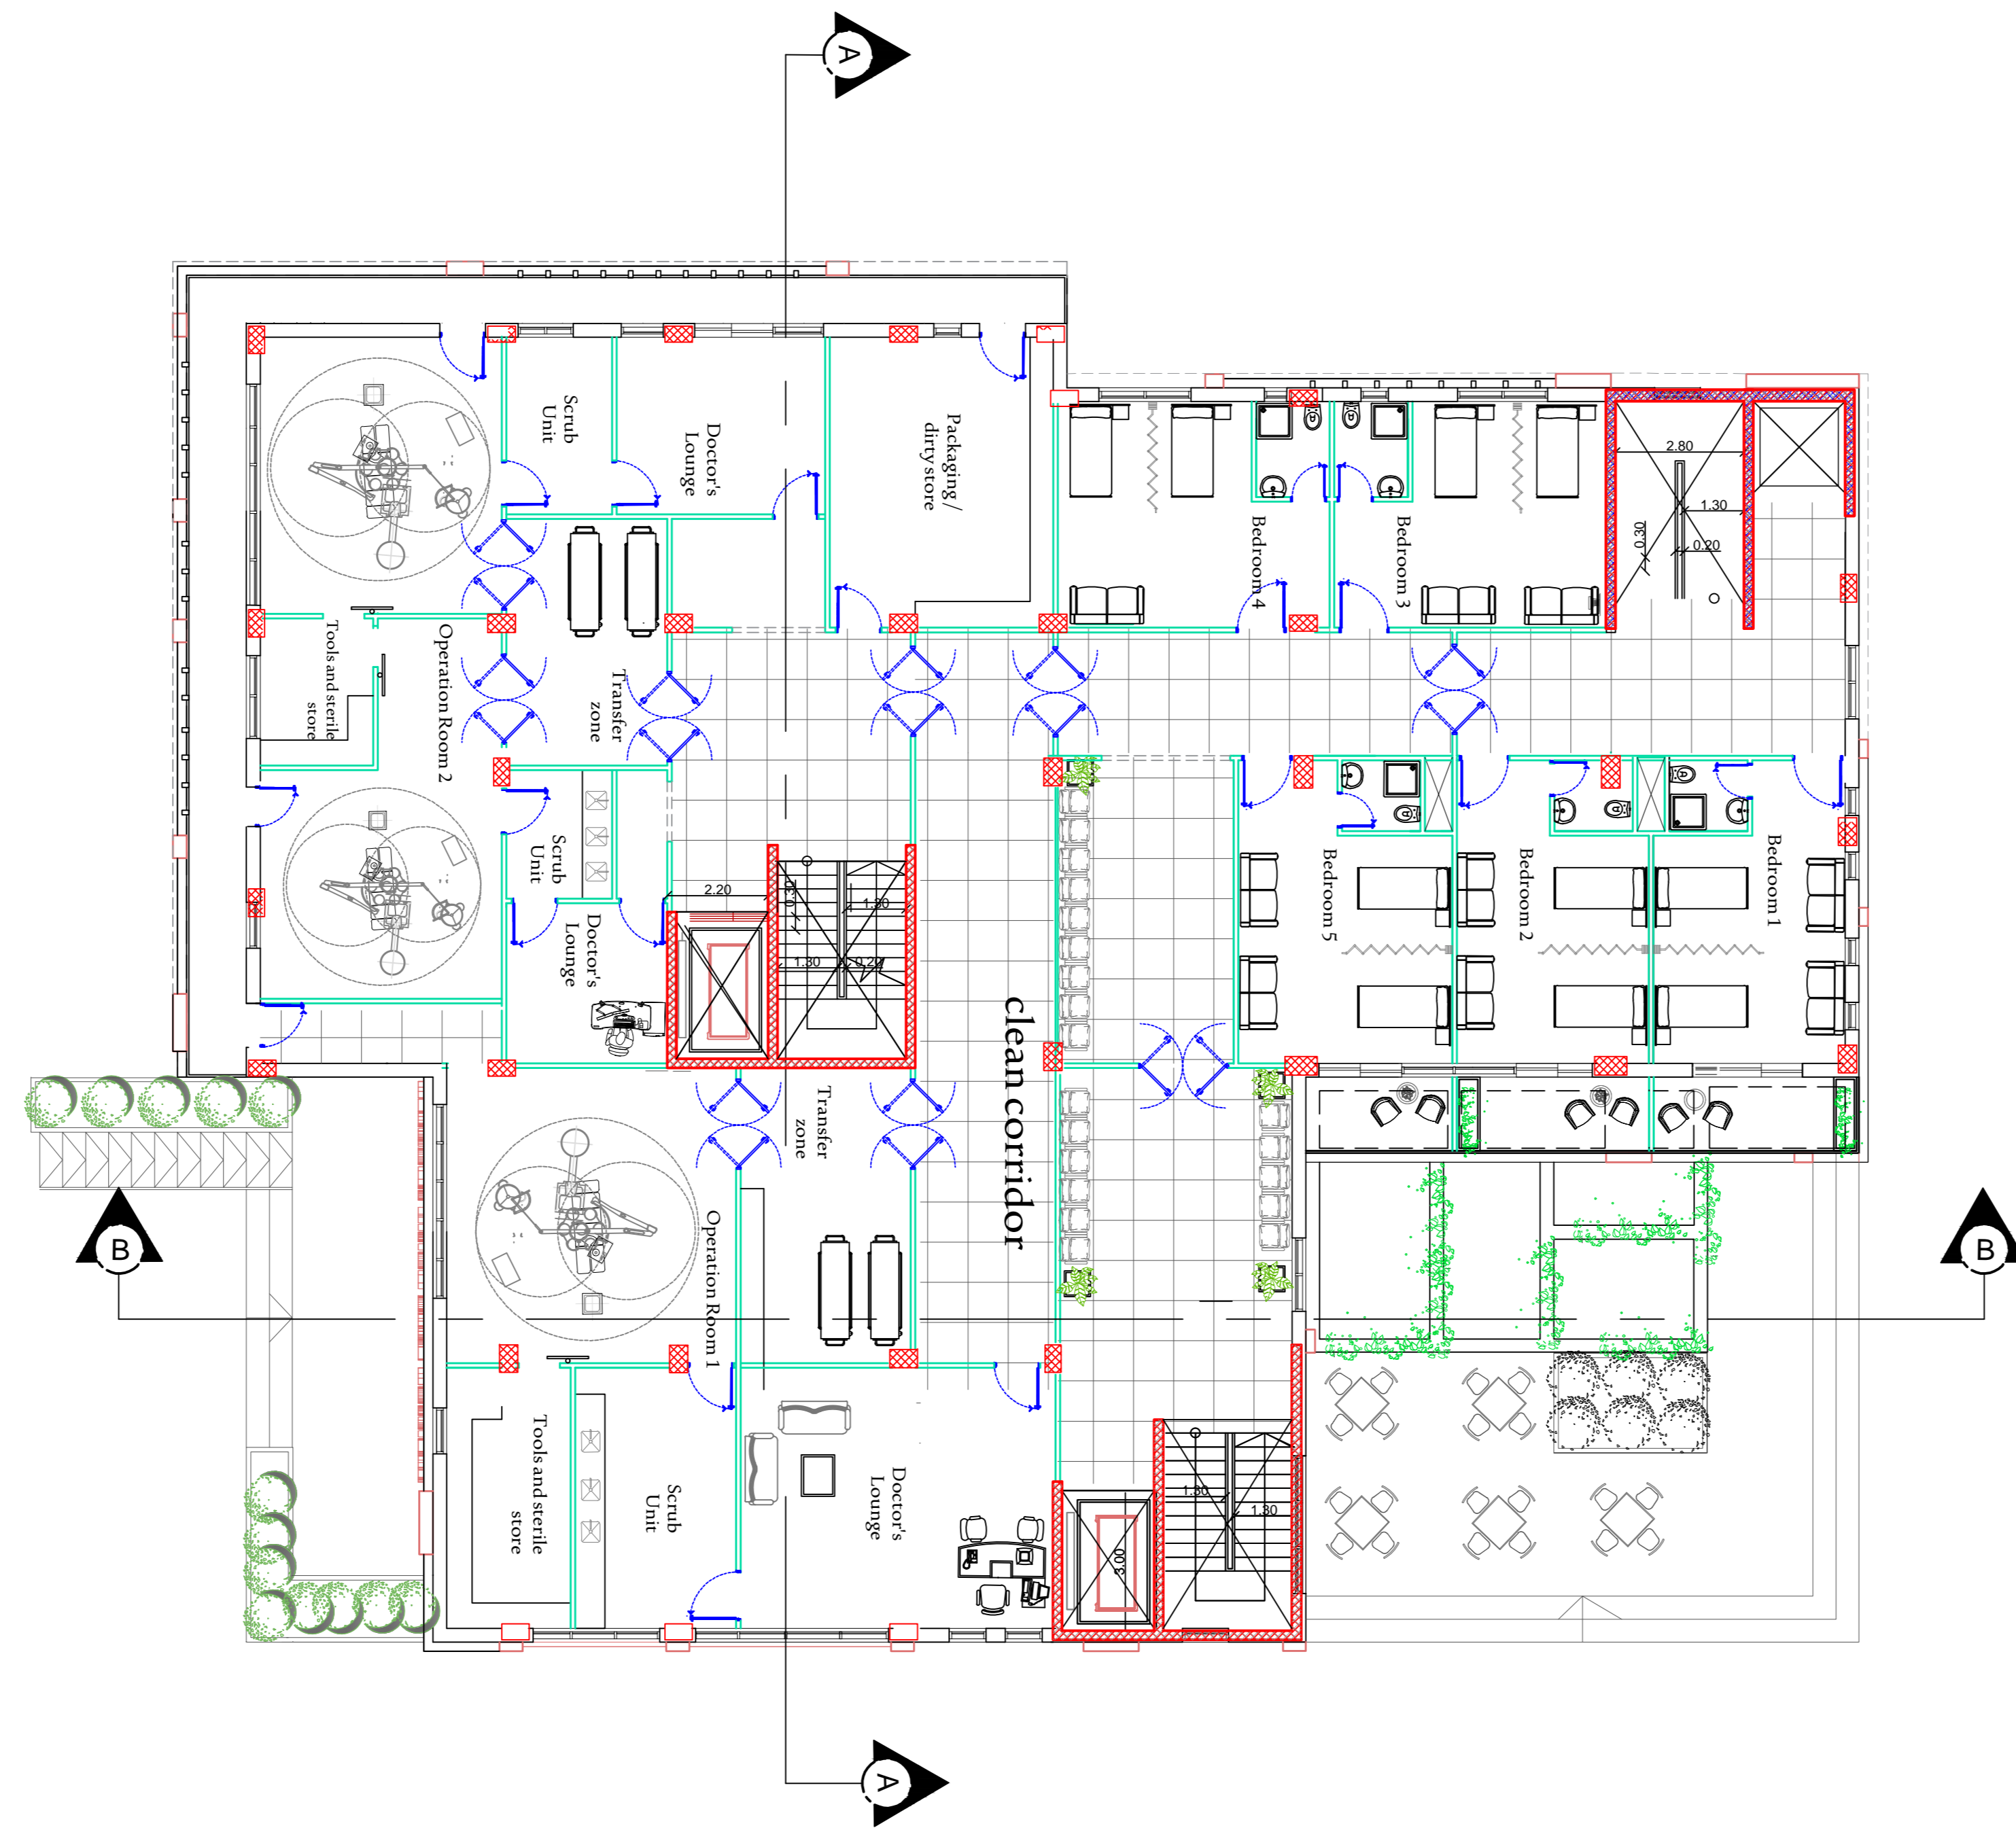 A
Scrub
Unit
Doctor's
Lounge
Packaging /
dirty store
Bedroom 4
Bedroom 3
2.80
1.30
0.30
0.20
Tools and sterile
store
Operation Room 2
Transfer
zone
Scrub
Unit
Doctor's
Lounge
2.20
0.30
1.30
1.30
0.20
Bedroom 5
Bedroom 2
Bedroom 1
clean corridor
Transfer
zone
Operation Room 1
B
B
Tools and sterile
store
Scrub
Unit
Doctor's
Lounge
3.00
1.30
1.30
A